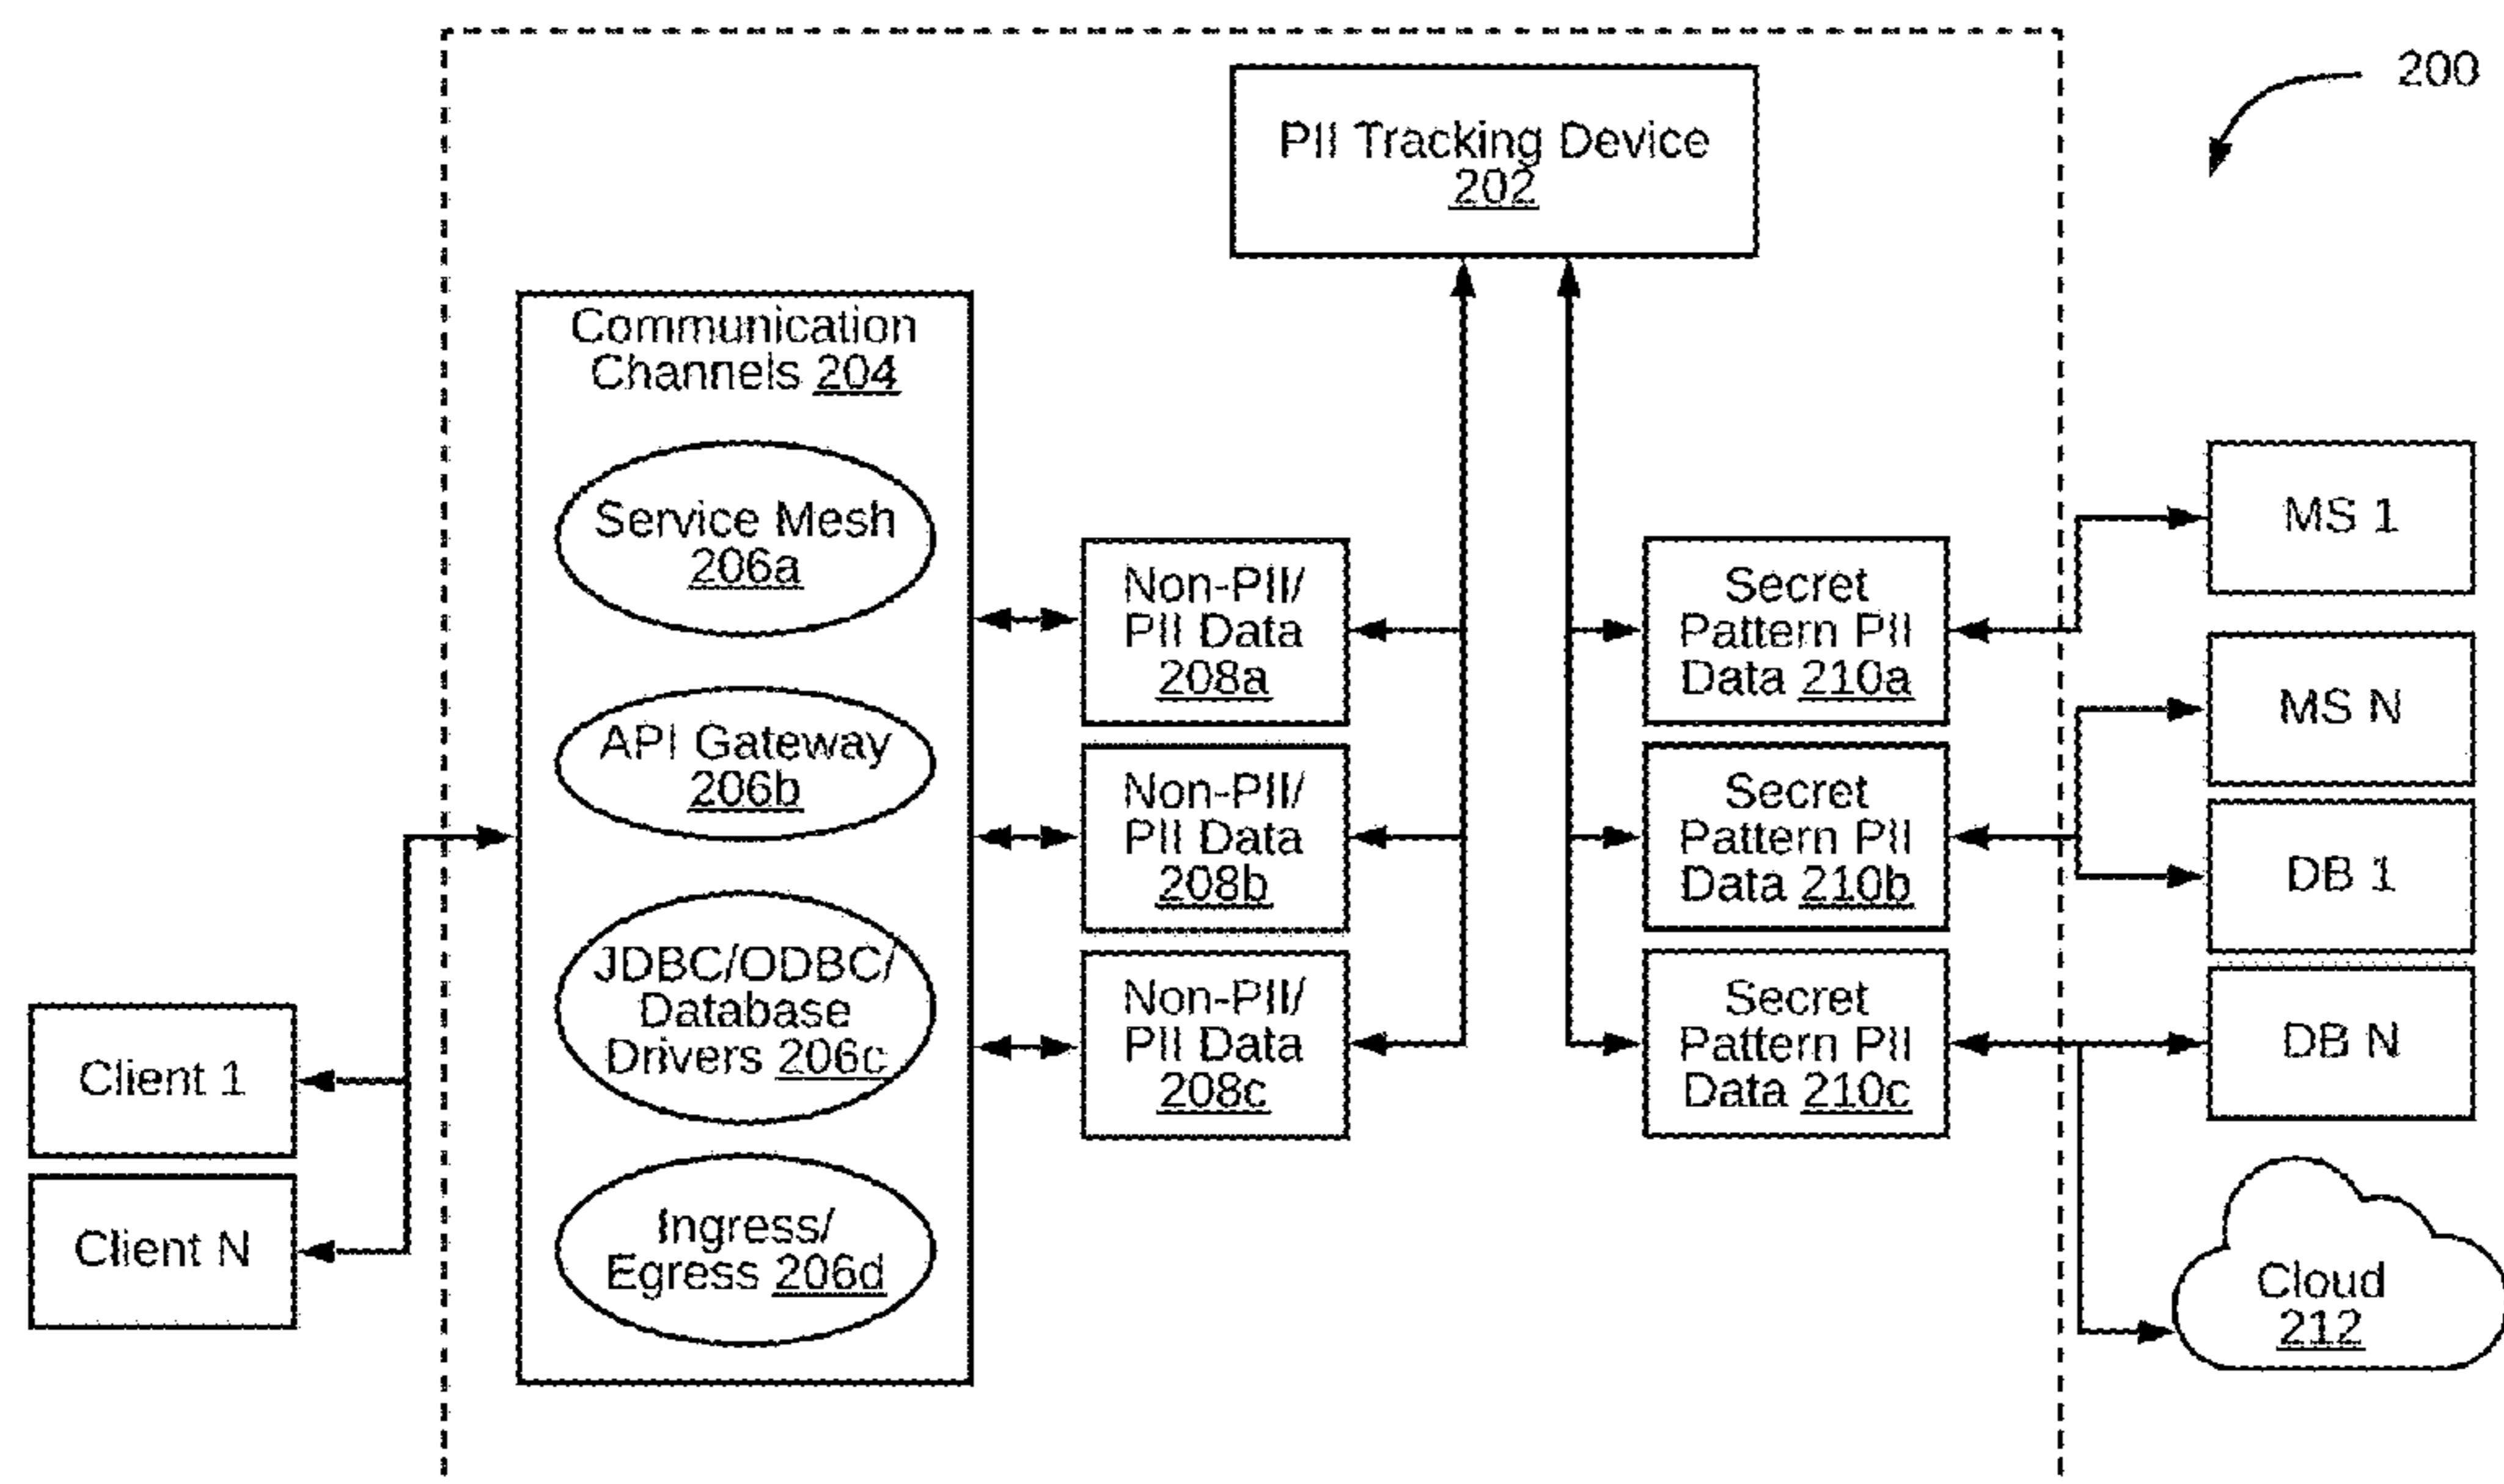 200
PII Tracking Device
202
Communication
Channels 204
Service Mesh
206a
API Gateway
206b
JDBC/ODBC/
Database
Drivers 206c
Ingress/
Egress 206d
Client 1
Client N
Non-PII/
PII Data
208a
Non-PII/
PII Data
208b
Non-PII/
PII Data
208c
Secret
Pattern PII
Data 210a
Secret
Pattern PII
Data 210b
Secret
Pattern PII
Data 210c
MS 1
MS N
DB 1
DB N
Cloud
212